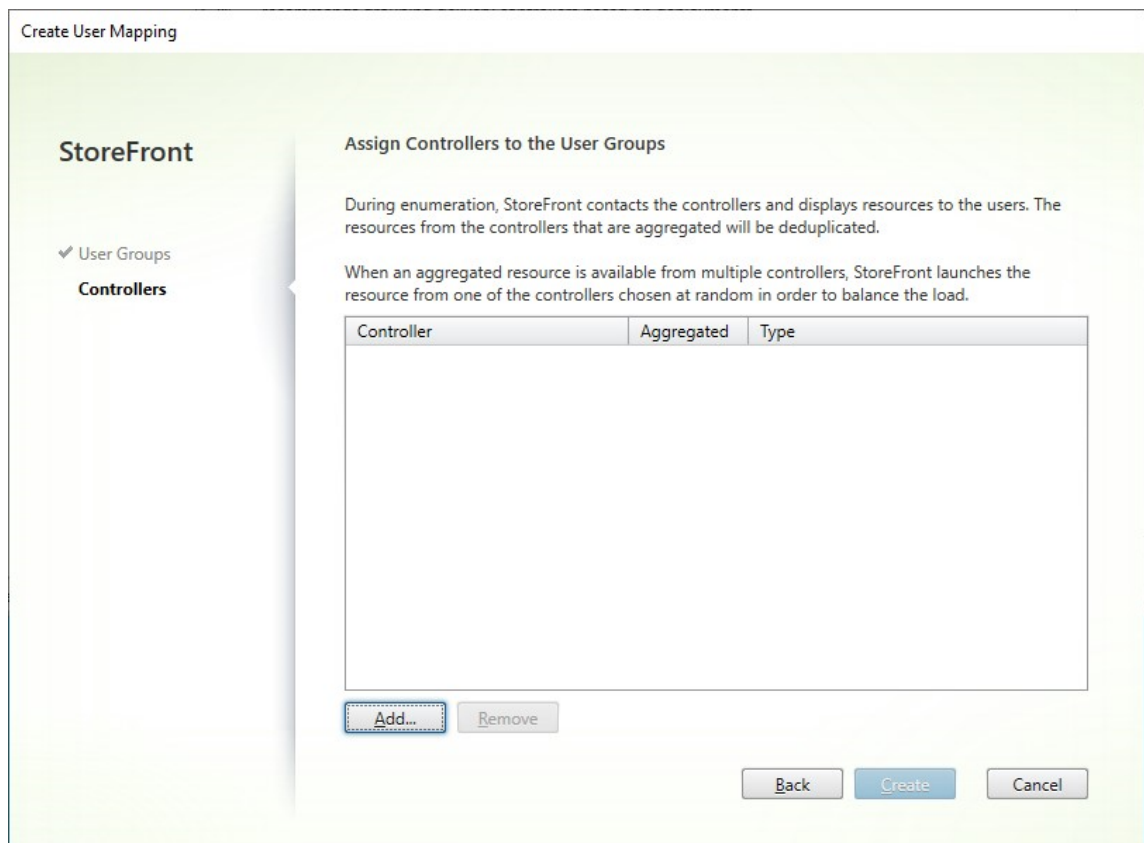 Create User Mapping
StoreFront
User Groups
Controllers
Assign Controllers to the User Groups
During enumeration, StoreFront contacts the controllers and displays resources to the users. The
resources from the controllers that are aggregated will be deduplicated.
When an aggregated resource is available from multiple controllers, StoreFront launches the
resource from one of the controllers chosen at random in order to balance the load.
Controller Aggregated Type
Add... Remove
Back Create Cancel